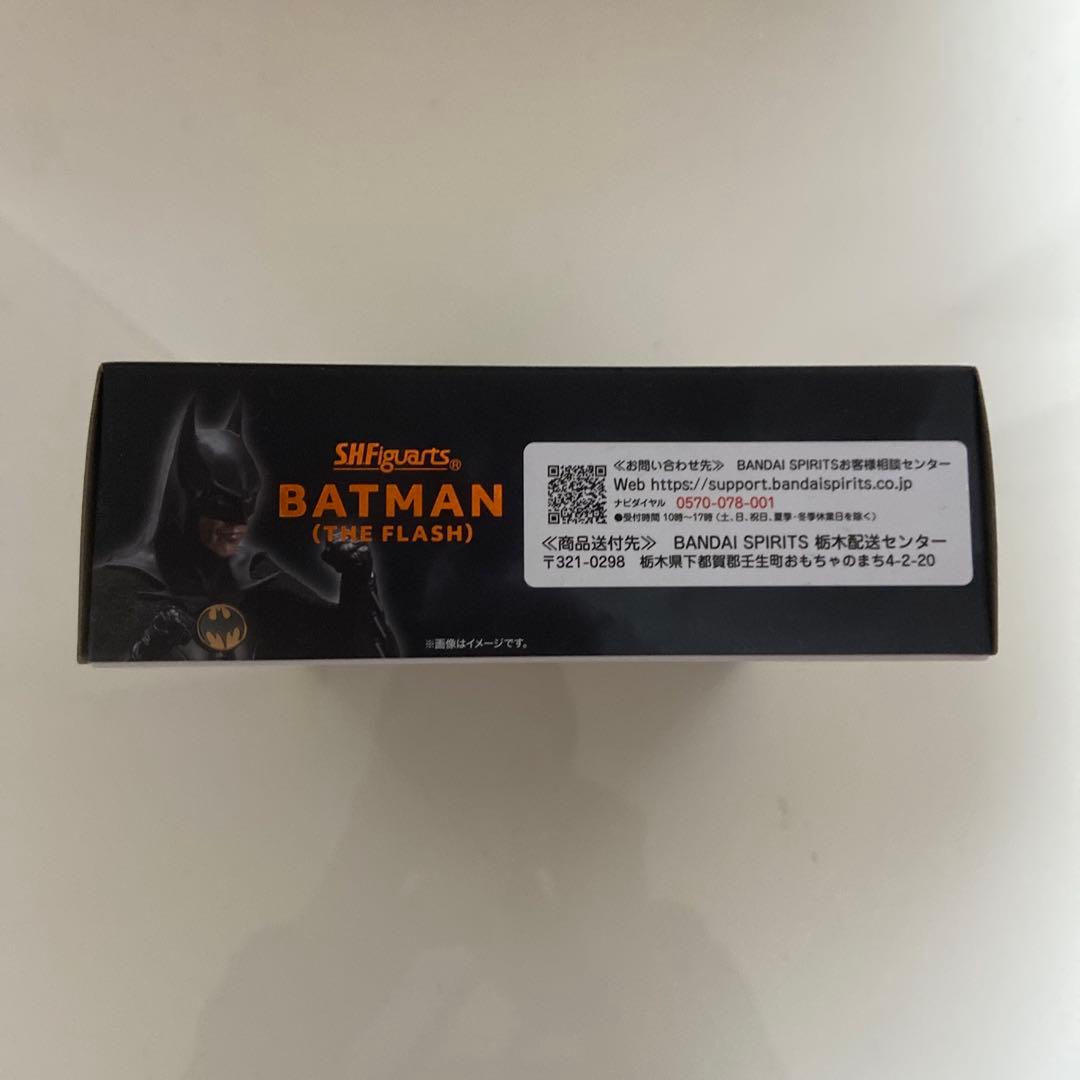 S.H.Figuarts®
BATMAN
(THE FLASH)
※画像はイメージです。
≪お問い合わせ先≫ BANDAI SPIRITSお客様相談センター
Web https://support.bandaispirits.co.jp
ナビダイヤル 0570-078-001
●受付時間 10時〜17時 (土、日、祝日、夏季・冬季休業日を除く)
≪商品送付先≫ BANDAI SPIRITS 栃木配送センター
〒321-0298 栃木県下都賀郡壬生町おもちゃのまち4-2-20